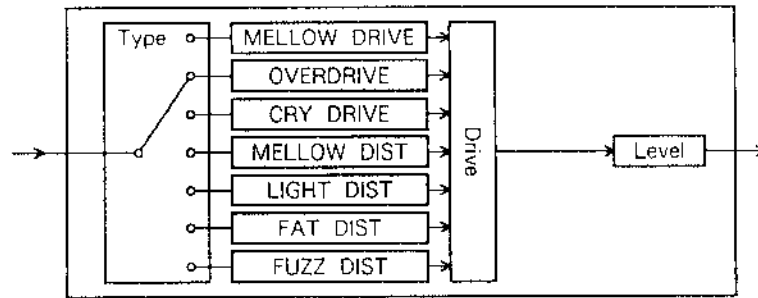 Type
MELLOW DRIVE
OVERDRIVE
CRY DRIVE
MELLOW DIST
LIGHT DIST
FAT DIST
FUZZ DIST
Drive
Level